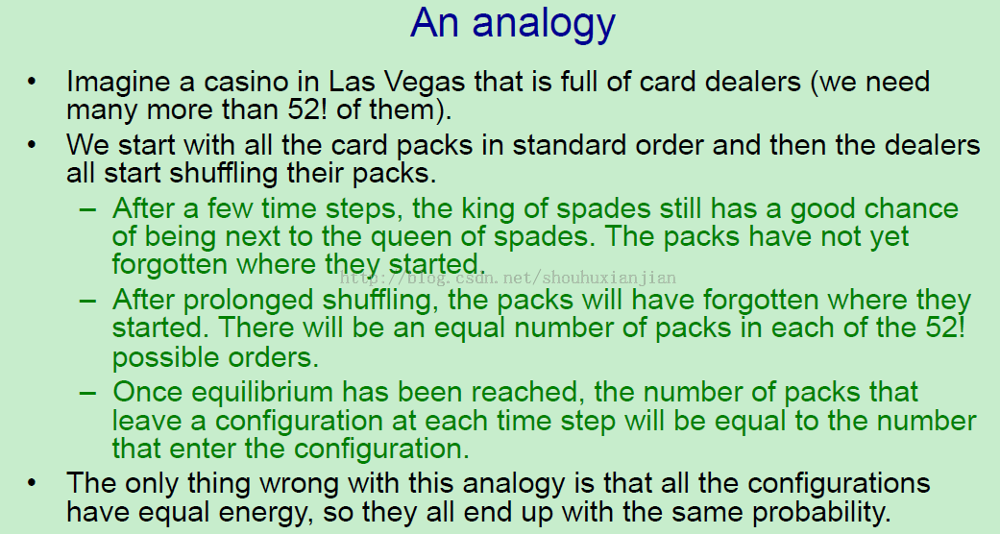 An analogy
• Imagine a casino in Las Vegas that is full of card dealers (we need
many more than 52! of them).
• We start with all the card packs in standard order and then the dealers
all start shuffling their packs.
– After a few time steps, the king of spades still has a good chance
of being next to the queen of spades. The packs have not yet
forgotten where they started.
http://blog.csdn.net/shouhuxianjian
– After prolonged shuffling, the packs will have forgotten where they
started. There will be an equal number of packs in each of the 52!
possible orders.
– Once equilibrium has been reached, the number of packs that
leave a configuration at each time step will be equal to the number
that enter the configuration.
• The only thing wrong with this analogy is that all the configurations
have equal energy, so they all end up with the same probability.